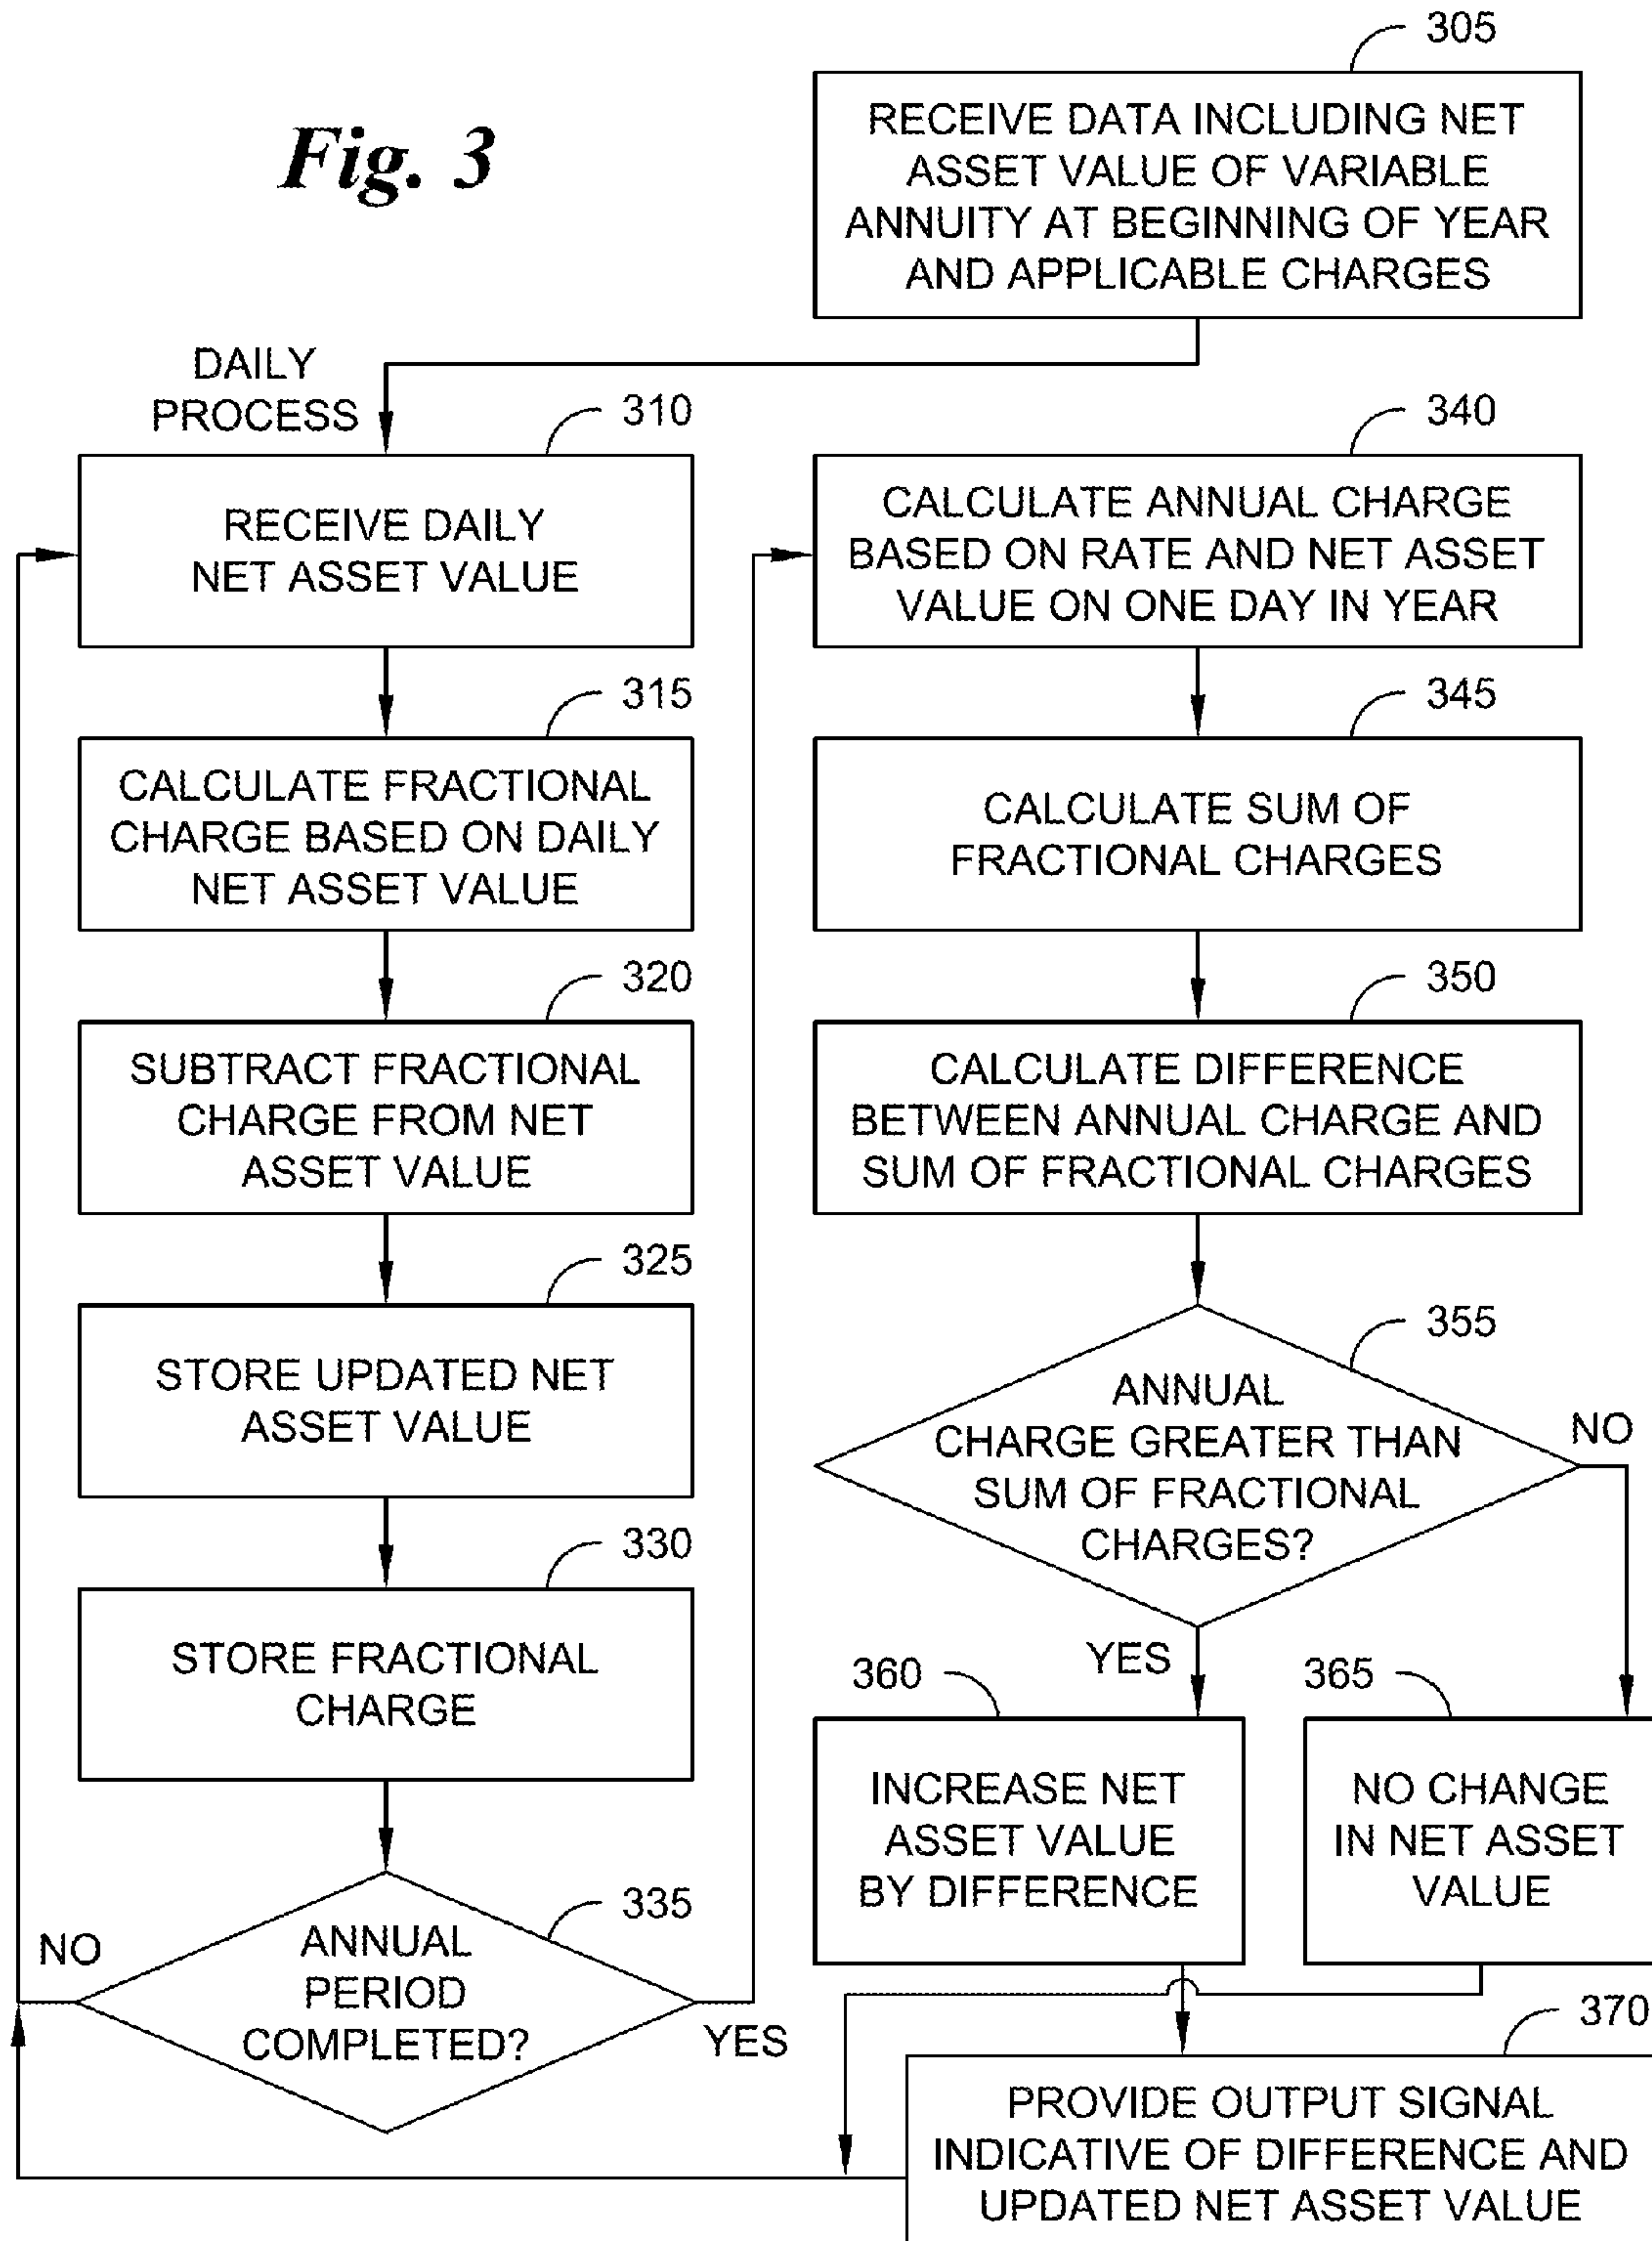 Fig. 3
305
RECEIVE DATA INCLUDING NET
ASSET VALUE OF VARIABLE
ANNUITY AT BEGINNING OF YEAR
AND APPLICABLE CHARGES
DAILY
PROCESS
310
RECEIVE DAILY
NET ASSET VALUE
315
CALCULATE FRACTIONAL
CHARGE BASED ON DAILY
NET ASSET VALUE
320
SUBTRACT FRACTIONAL
CHARGE FROM NET
ASSET VALUE
325
STORE UPDATED NET
ASSET VALUE
330
STORE FRACTIONAL
CHARGE
335
ANNUAL
PERIOD
COMPLETED?
NO
YES
340
CALCULATE ANNUAL CHARGE
BASED ON RATE AND NET ASSET
VALUE ON ONE DAY IN YEAR
345
CALCULATE SUM OF
FRACTIONAL CHARGES
350
CALCULATE DIFFERENCE
BETWEEN ANNUAL CHARGE AND
SUM OF FRACTIONAL CHARGES
355
ANNUAL
CHARGE GREATER THAN
SUM OF FRACTIONAL
CHARGES?
NO
YES
360
INCREASE NET
ASSET VALUE
BY DIFFERENCE
365
NO CHANGE
IN NET ASSET
VALUE
370
PROVIDE OUTPUT SIGNAL
INDICATIVE OF DIFFERENCE AND
UPDATED NET ASSET VALUE